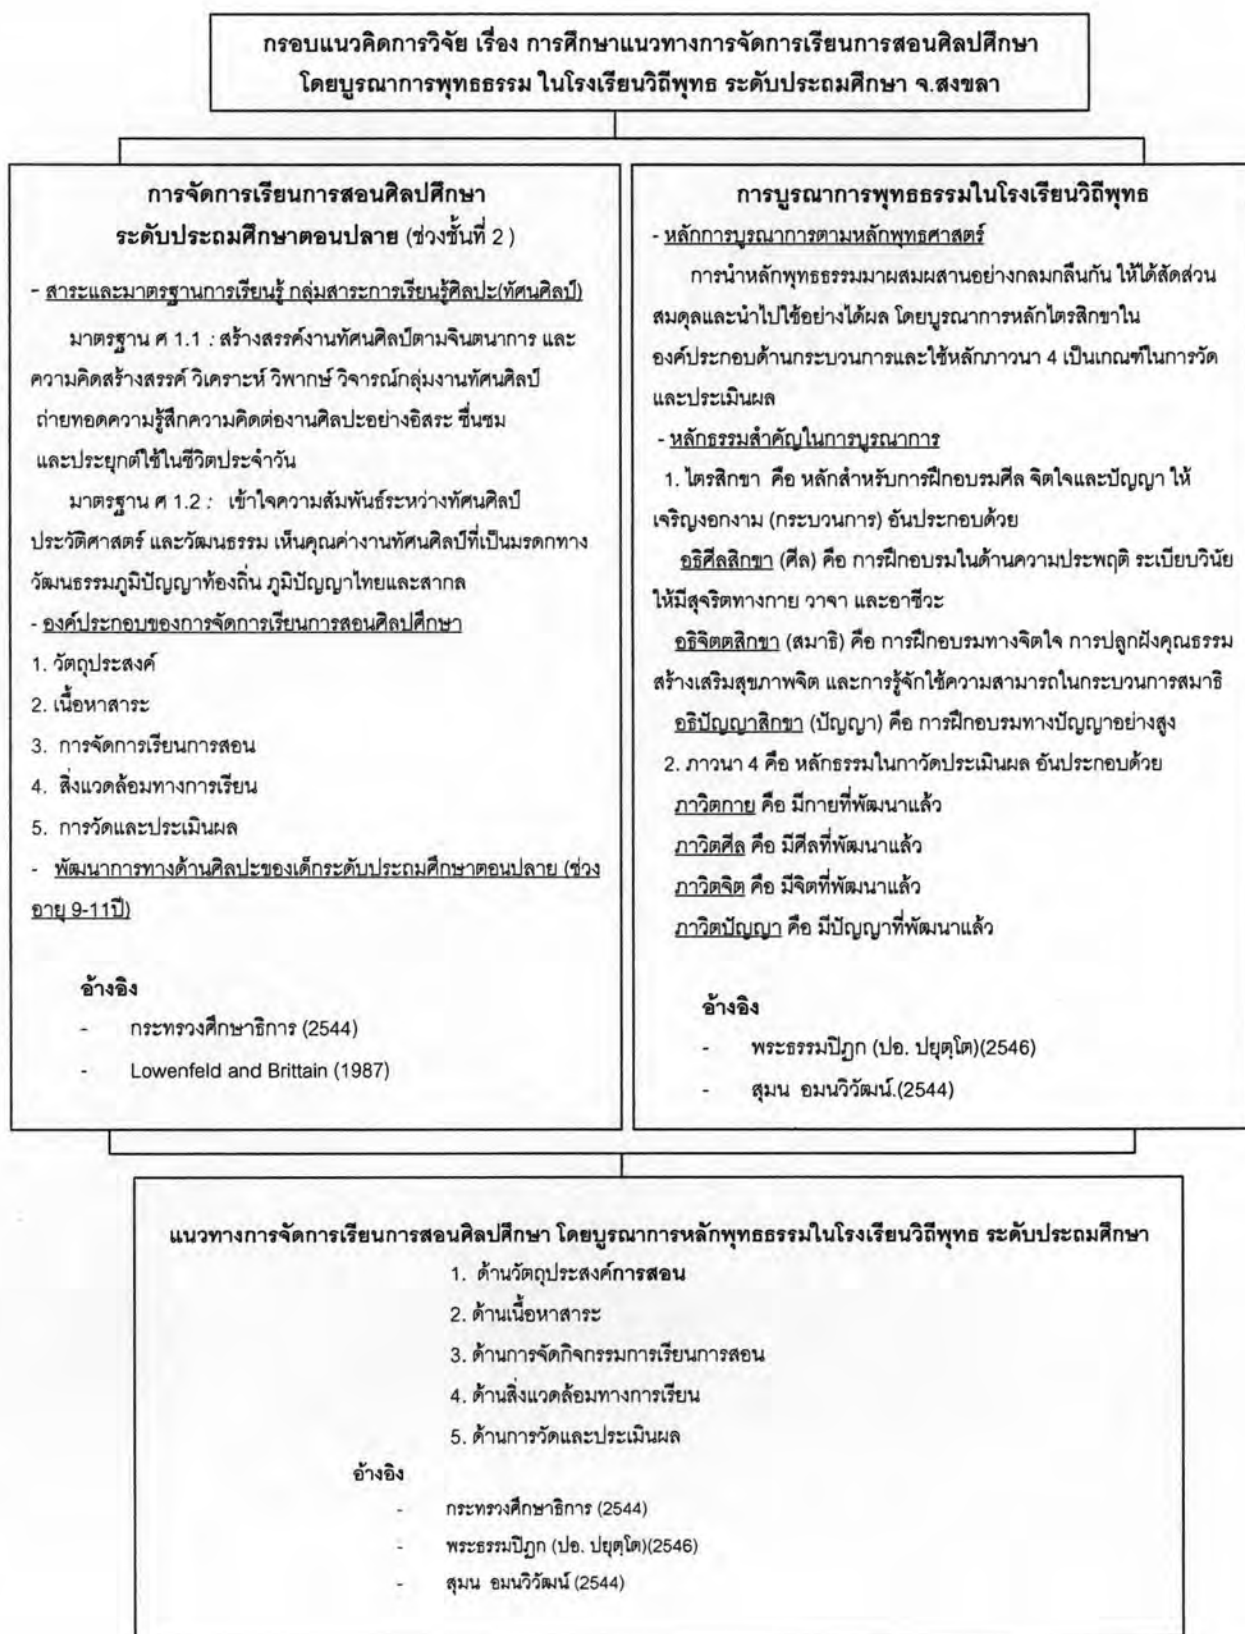 กรอบแนวคิดการวิจัย เรื่อง การศึกษาแนวทางการจัดการเรียนการสอนศิลปศึกษา
โดยบูรณาการพุทธธรรม ในโรงเรียนวิถีพุทธ ระดับประถมศึกษา จ.สงขลา
การจัดการเรียนการสอนศิลปศึกษา
ระดับประถมศึกษาตอนปลาย (ช่วงชั้นที่ 2 )
- สาระและมาตรฐานการเรียนรู้ กลุ่มสาระการเรียนรู้ศิลปะ(ทัศนศิลป์)
มาตรฐาน ศ 1.1 : สร้างสรรค์งานทัศนศิลป์ตามจินตนาการ และ
ความคิดสร้างสรรค์ วิเคราะห์ วิพากษ์ วิจารณ์กลุ่มงานทัศนศิลป์
ถ่ายทอดความรู้สึกความคิดต่องานศิลปะอย่างอิสระ ชื่นชม
และประยุกต์ใช้ในชีวิตประจำวัน
มาตรฐาน ศ 1.2 : เข้าใจความสัมพันธ์ระหว่างทัศนศิลป์
ประวัติศาสตร์ และวัฒนธรรม เห็นคุณค่างานทัศนศิลป์ที่เป็นมรดกทาง
วัฒนธรรมภูมิปัญญาท้องถิ่น ภูมิปัญญาไทยและสากล
- องค์ประกอบของการจัดการเรียนการสอนศิลปศึกษา
1. วัตถุประสงค์
2. เนื้อหาสาระ
3. การจัดการเรียนการสอน
4. สิ่งแวดล้อมทางการเรียน
5. การวัดและประเมินผล
- พัฒนาการทางด้านศิลปะของเด็กระดับประถมศึกษาตอนปลาย (ช่วง
อายุ 9-11ปี)
อ้างอิง
- กระทรวงศึกษาธิการ (2544)
- Lowenfeld and Brittain (1987)
การบูรณาการพุทธธรรมในโรงเรียนวิถีพุทธ
- หลักการบูรณาการตามหลักพุทธศาสตร์
การนำหลักพุทธธรรมมาผสมผสานอย่างกลมกลืนกัน ให้ได้สัดส่วน
สมดุลและนำไปใช้อย่างได้ผล โดยบูรณาการหลักไตรสิกขาใน
องค์ประกอบด้านกระบวนการและใช้หลักภาวนา 4 เป็นเกณฑ์ในการวัด
และประเมินผล
- หลักธรรมสำคัญในการบูรณาการ
1. ไตรสิกขา คือ หลักสำหรับการฝึกอบรมศีล จิตใจและปัญญา ให้
เจริญงอกงาม (กระบวนการ) อันประกอบด้วย
อธิศีลสิกขา (ศีล) คือ การฝึกอบรมในด้านความประพฤติ ระเบียบวินัย
ให้มีสุจริตทางกาย วาจา และอาชีวะ
อธิจิตตสิกขา (สมาธิ) คือ การฝึกอบรมทางจิตใจ การปลูกฝังคุณธรรม
สร้างเสริมสุขภาพจิต และการรู้จักใช้ความสามารถในกระบวนการสมาธิ
อธิปัญญาสิกขา (ปัญญา) คือ การฝึกอบรมทางปัญญาอย่างสูง
2. ภาวนา 4 คือ หลักธรรมในกาวัดประเมินผล อันประกอบด้วย
ภาวิตกาย คือ มีกายที่พัฒนาแล้ว
ภาวิตศีล คือ มีศีลที่พัฒนาแล้ว
ภาวิตจิต คือ มีจิตที่พัฒนาแล้ว
ภาวิตปัญญา คือ มีปัญญาที่พัฒนาแล้ว
อ้างอิง
- พระธรรมปิฎก (ปอ. ปยุตฺโต)(2546)
- สุมน อมนวิวัฒน์.(2544)
แนวทางการจัดการเรียนการสอนศิลปศึกษา โดยบูรณาการหลักพุทธธรรมในโรงเรียนวิถีพุทธ ระดับประถมศึกษา
1. ด้านวัตถุประสงค์การสอน
2. ด้านเนื้อหาสาระ
3. ด้านการจัดกิจกรรมการเรียนการสอน
4. ด้านสิ่งแวดล้อมทางการเรียน
5. ด้านการวัดและประเมินผล
อ้างอิง
- กระทรวงศึกษาธิการ (2544)
- พระธรรมปิฎก (ปอ. ปยุตฺโต)(2546)
- สุมน อมนวิวัฒน์ (2544)